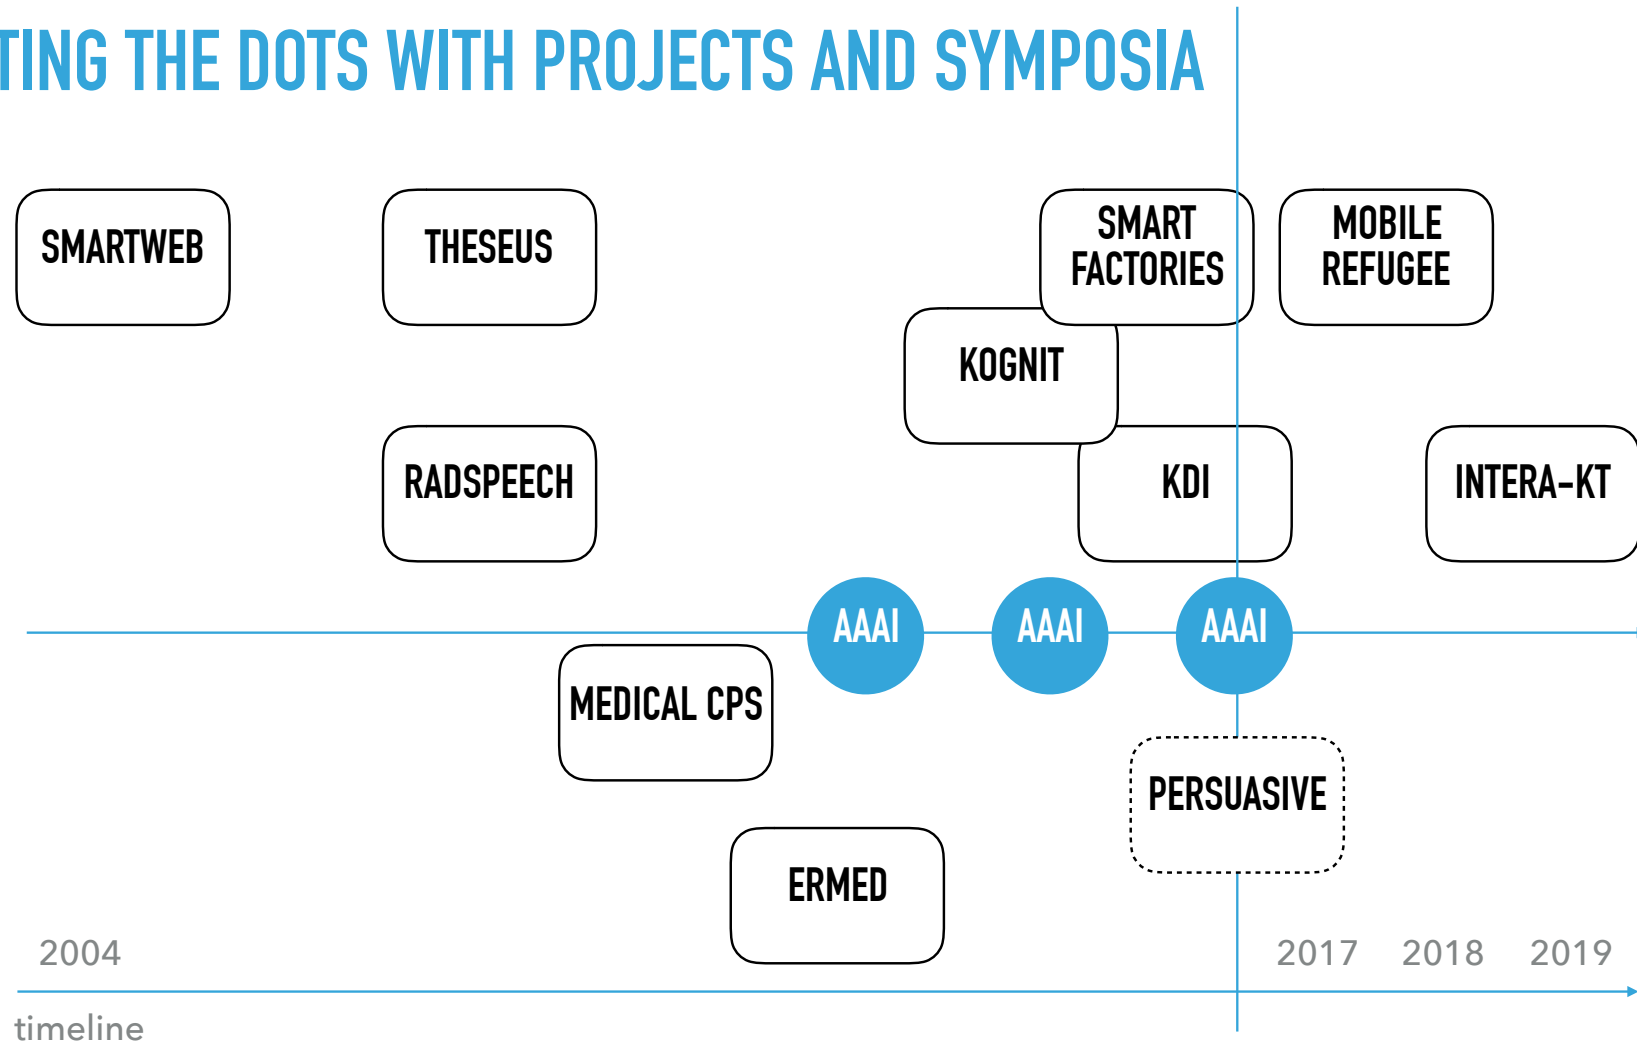 TING THE DOTS WITH PROJECTS AND SYMPOSIA
SMARTWEB
THESEUS
SMART
FACTORIES
MOBILE
REFUGEE
KOGNIT
RADSPEECH
KDI
INTERA-KT
AAAI
AAAI
AAAI
MEDICAL CPS
PERSUASIVE
ERMED
2004
2017
2018
2019
timeline